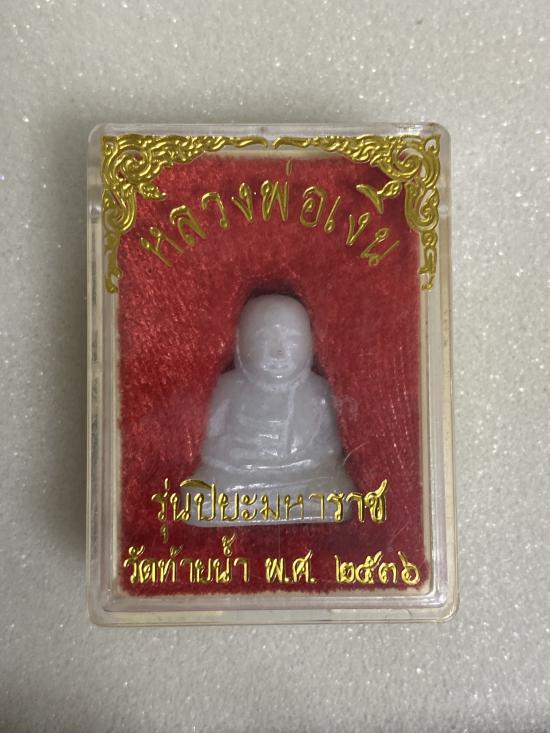 หลวงพ่อเงิน
รุ่นปิยะมหาราช
วัดท้ายน้ำ พ.ศ. ๒๕๓๖